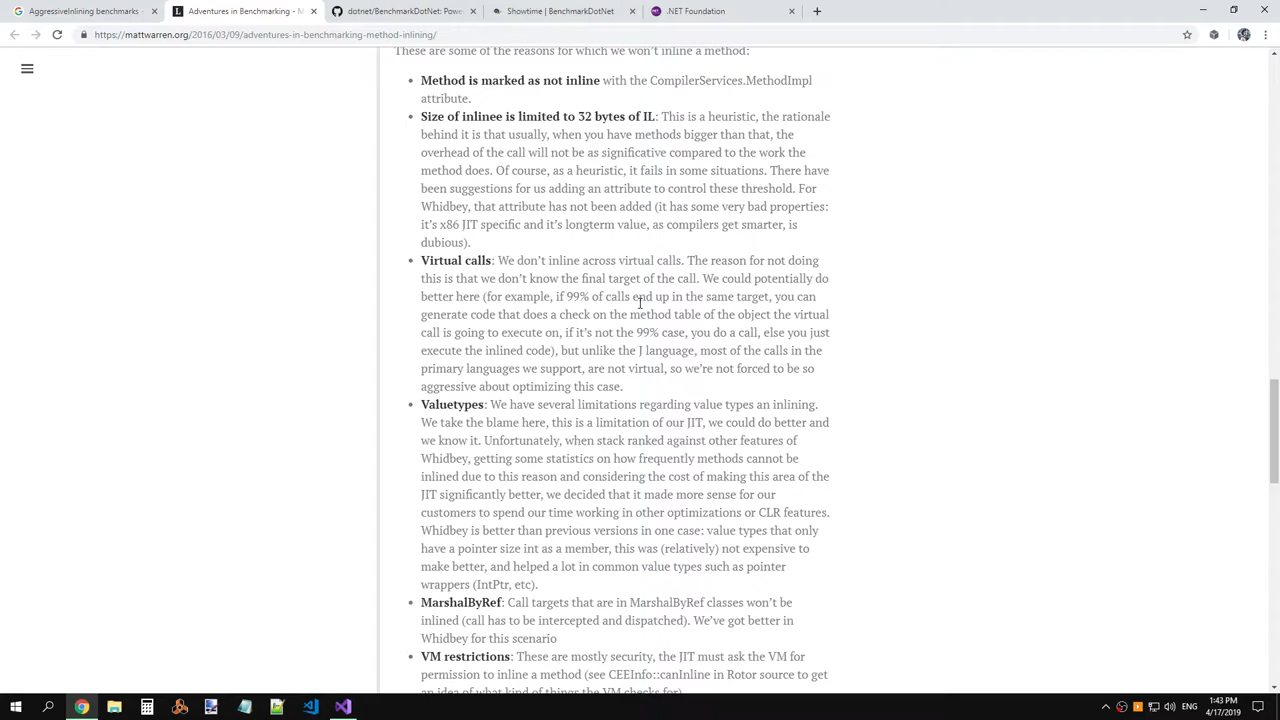 AggressiveInlining benchmarks
Adventures in Benchmarking - M
dotnet/BenchmarkDotNet: Power
Showtime | BenchmarkDotNet
.NET Foundation
https://mattwarren.org/2016/03/09/adventures-in-benchmarking-method-inlining/
These are some of the reasons for which we won't inline a method:
• Method is marked as not inline with the CompilerServices.MethodImpl
attribute.
• Size of inlinee is limited to 32 bytes of IL: This is a heuristic, the rationale
behind it is that usually, when you have methods bigger than that, the
overhead of the call will not be as significative compared to the work the
method does. Of course, as a heuristic, it fails in some situations. There have
been suggestions for us adding an attribute to control these threshold. For
Whidbey, that attribute has not been added (it has some very bad properties:
it's x86 JIT specific and it's longterm value, as compilers get smarter, is
dubious).
• Virtual calls: We don't inline across virtual calls. The reason for not doing
this is that we don't know the final target of the call. We could potentially do
better here (for example, if 99% of calls end up in the same target, you can
generate code that does a check on the method table of the object the virtual
call is going to execute on, if it's not the 99% case, you do a call, else you just
execute the inlined code), but unlike the J language, most of the calls in the
primary languages we support, are not virtual, so we're not forced to be so
aggressive about optimizing this case.
• Valuetypes: We have several limitations regarding value types an inlining.
We take the blame here, this is a limitation of our JIT, we could do better and
we know it. Unfortunately, when stack ranked against other features of
Whidbey, getting some statistics on how frequently methods cannot be
inlined due to this reason and considering the cost of making this area of the
JIT significantly better, we decided that it made more sense for our
customers to spend our time working in other optimizations or CLR features.
Whidbey is better than previous versions in one case: value types that only
have a pointer size int as a member, this was (relatively) not expensive to
make better, and helped a lot in common value types such as pointer
wrappers (IntPtr, etc).
• MarshalByRef: Call targets that are in MarshalByRef classes won't be
inlined (call has to be intercepted and dispatched). We've got better in
Whidbey for this scenario
• VM restrictions: These are mostly security, the JIT must ask the VM for
permission to inline a method (see CEEInfo::canInline in Rotor source to get
an idea of what kind of things the VM checks for).
ENG
1:43 PM
4/17/2019